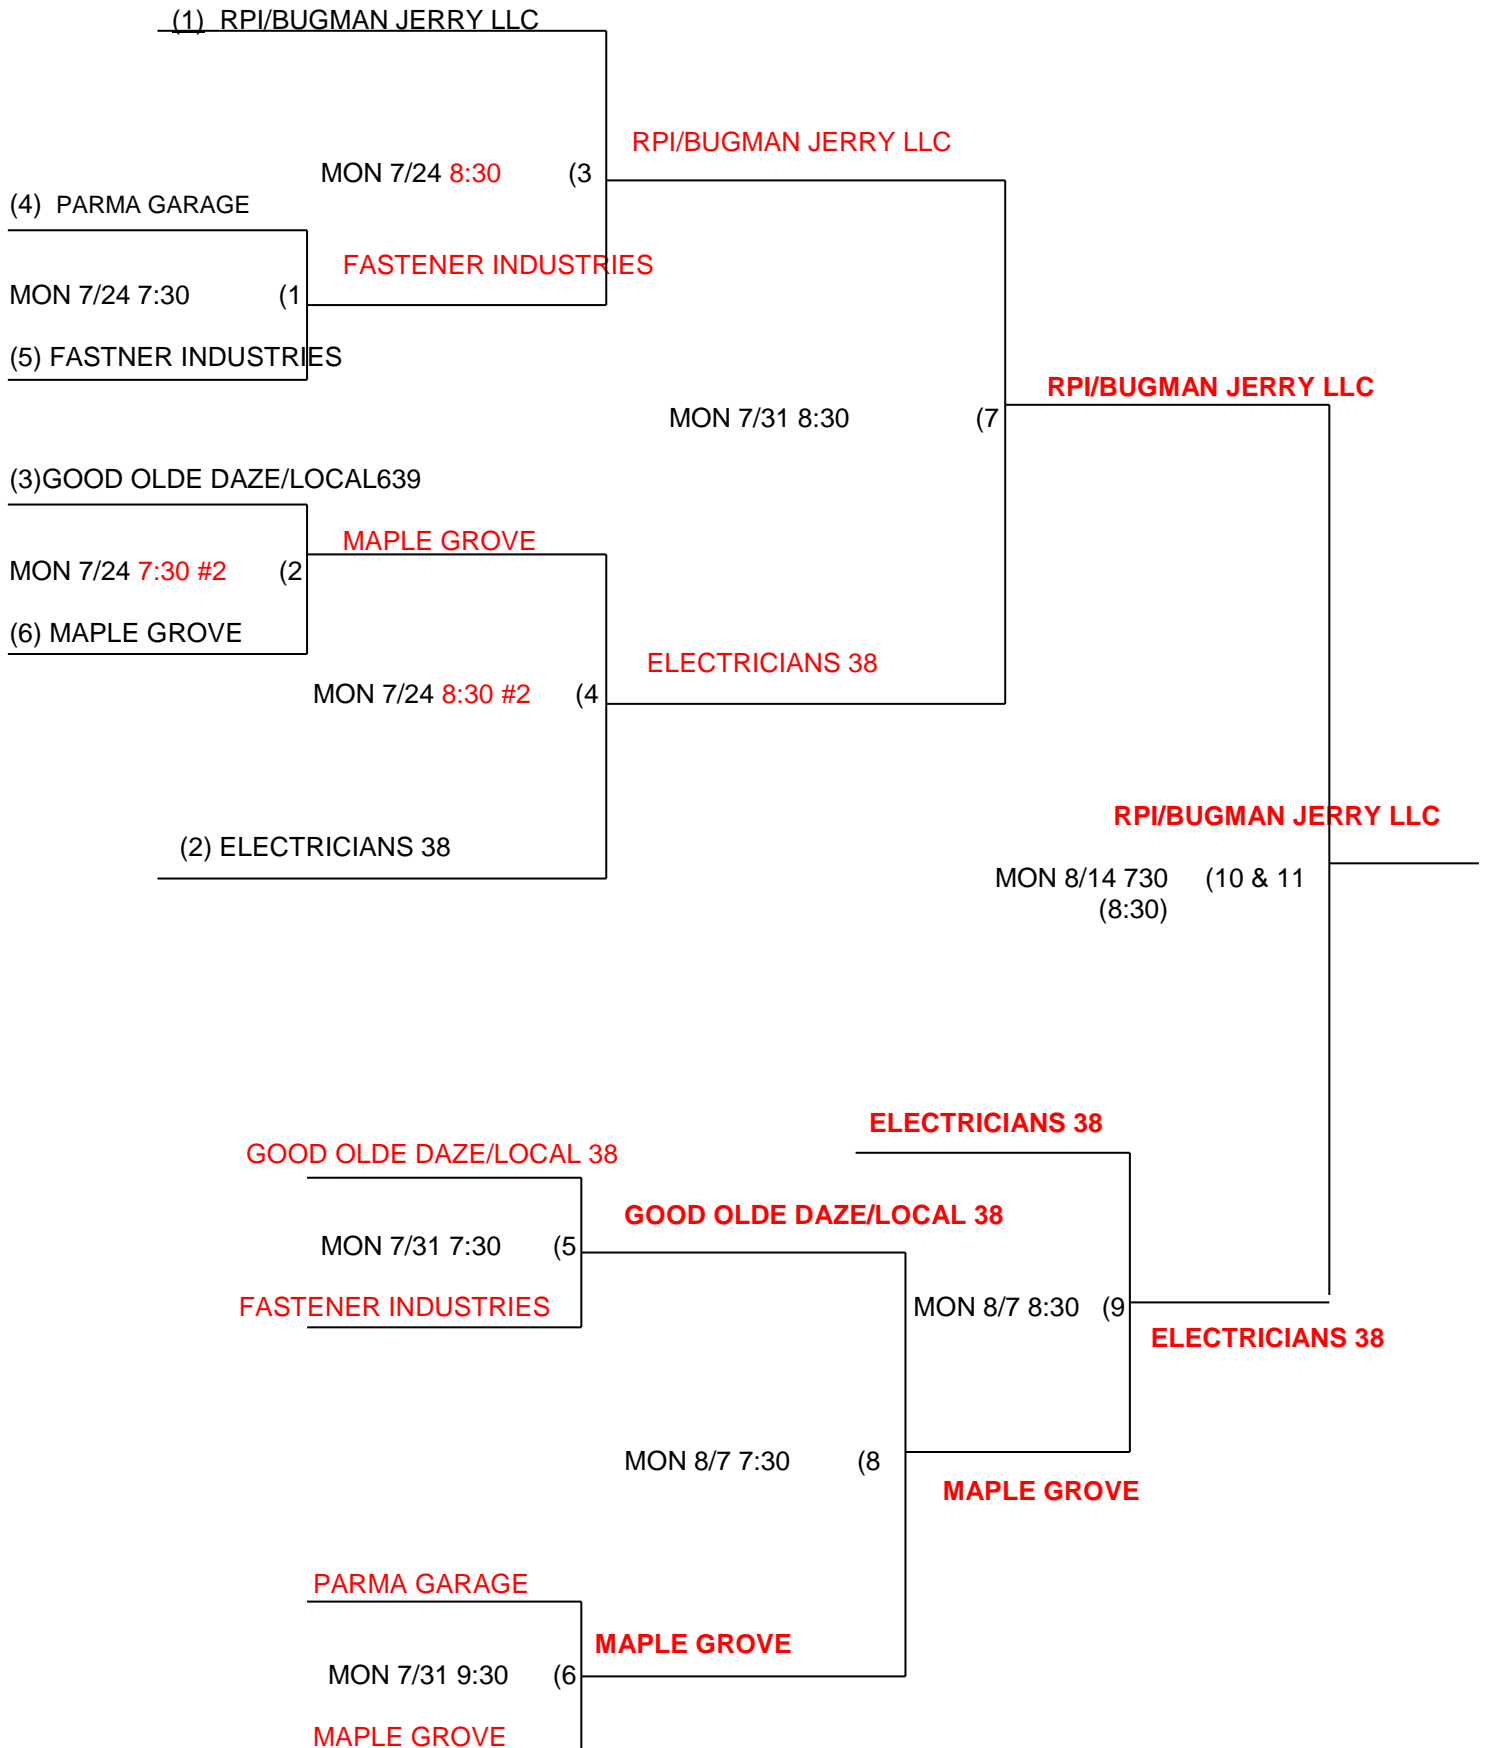 (1) RPI/BUGMAN JERRY LLC
RPI/BUGMAN JERRY LLC
MON 7/24 8:30 (3
(4) PARMA GARAGE
FASTENER INDUSTRIES
MON 7/24 7:30 (1
(5) FASTNER INDUSTRIES
RPI/BUGMAN JERRY LLC
MON 7/31 8:30 (7
(3)GOOD OLDE DAZE/LOCAL639
MAPLE GROVE
MON 7/24 7:30 #2 (2
(6) MAPLE GROVE
ELECTRICIANS 38
MON 7/24 8:30 #2 (4
RPI/BUGMAN JERRY LLC
(2) ELECTRICIANS 38
MON 8/14 730 (10 & 11
(8:30)
ELECTRICIANS 38
GOOD OLDE DAZE/LOCAL 38
GOOD OLDE DAZE/LOCAL 38
MON 7/31 7:30 (5
FASTENER INDUSTRIES
MON 8/7 8:30 (9
ELECTRICIANS 38
MON 8/7 7:30 (8
MAPLE GROVE
PARMA GARAGE
MAPLE GROVE
MON 7/31 9:30 (6
MAPLE GROVE